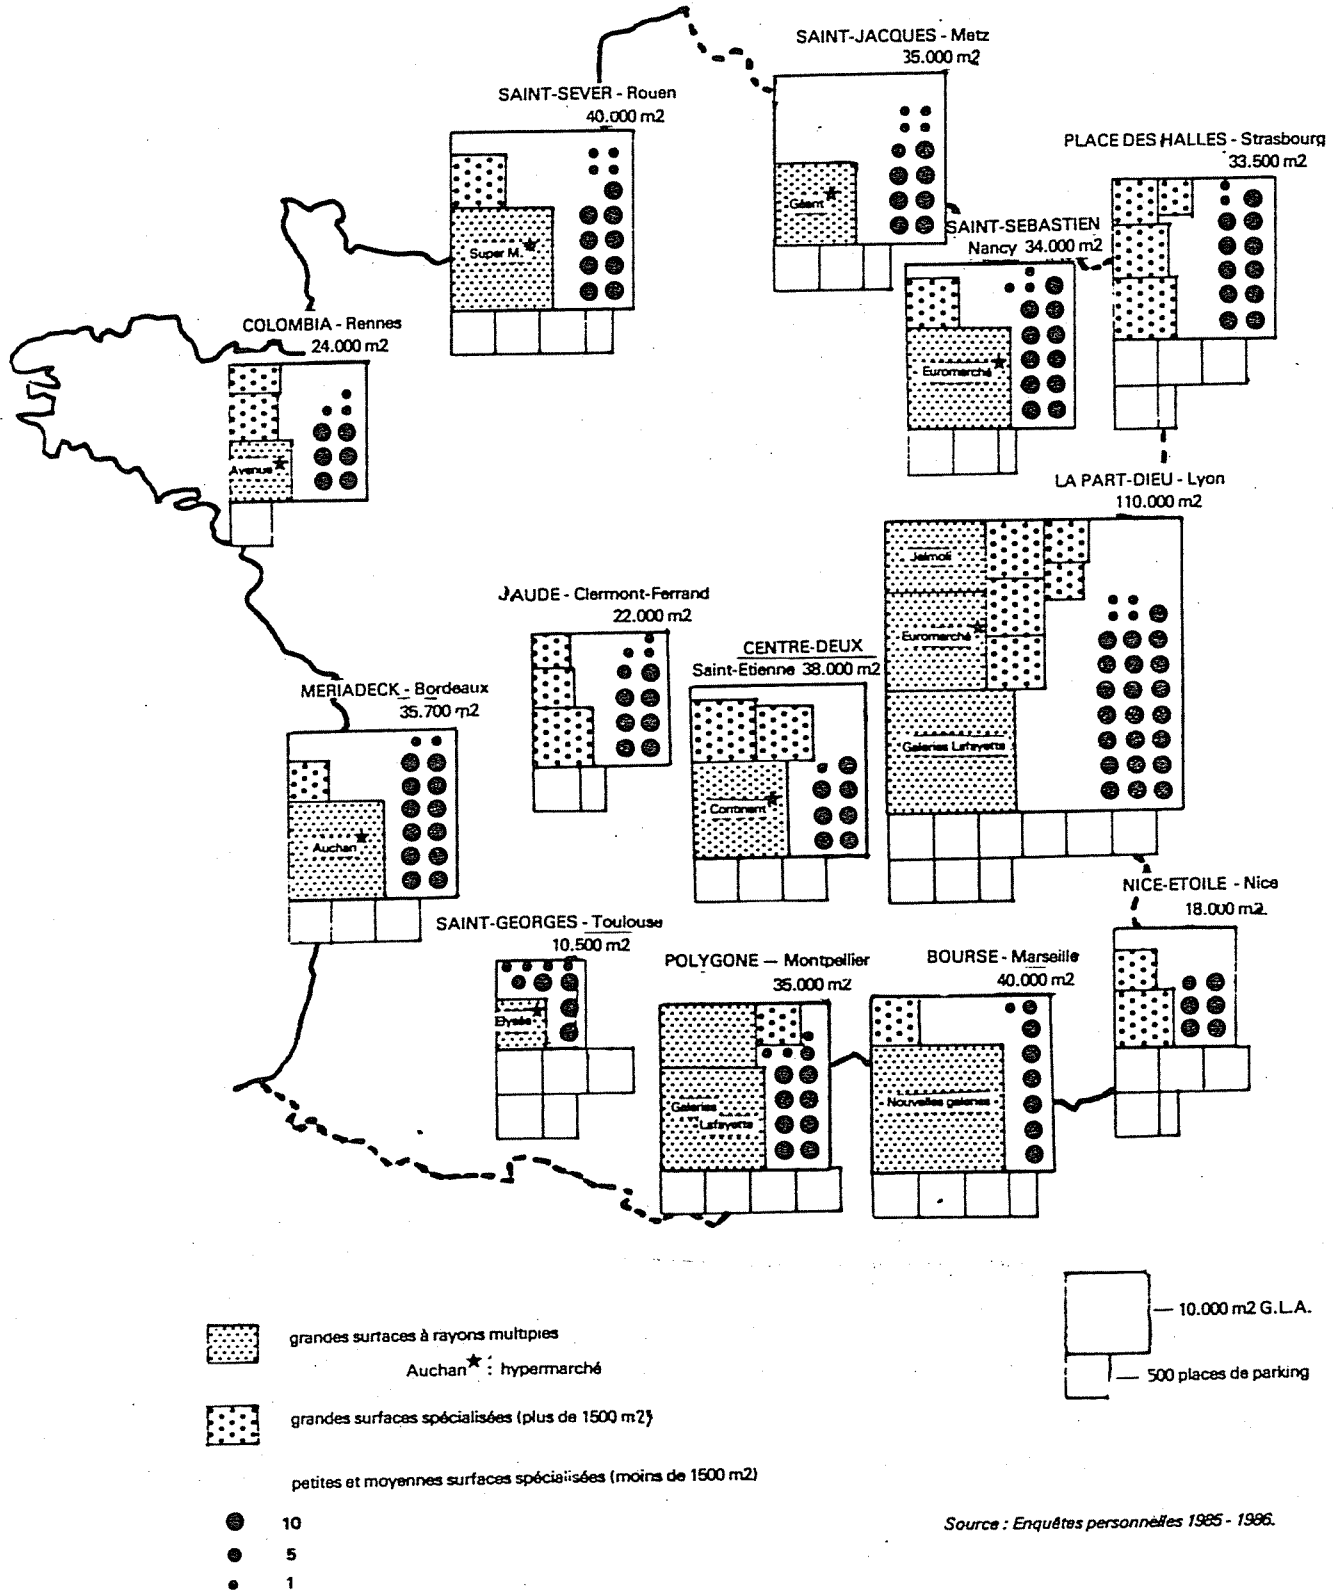 SAINT-JACQUES - Metz
35.000 m2
SAINT-SEVER - Rouen
40.000 m2
PLACE DES HALLES - Strasbourg
33.500 m2
Géant
SAINT-SEBASTIEN
Nancy 34.000 m2
Super M.
COLOMBIA - Rennes
24.000 m2
Euromarché
Avenue
LA PART-DIEU - Lyon
110.000 m2
Jelmoli
JAUDE - Clermont-Ferrand
22.000 m2
Euromarché
CENTRE-DEUX
Saint-Etienne 38.000 m2
MERIADECK - Bordeaux
35.700 m2
Galeries Lafayette
Continent
Auchan
NICE-ETOILE - Nice
18.000 m2
SAINT-GEORGES - Toulouse
10.500 m2
POLYGONE – Montpellier
35.000 m2
BOURSE - Marseille
40.000 m2
Elysée
Galeries
Lafayette
Nouvelles galeries
10.000 m2 G.L.A.
500 places de parking
grandes surfaces à rayons multiples
Auchan★ : hypermarché
grandes surfaces spécialisées (plus de 1500 m2)
petites et moyennes surfaces spécialisées (moins de 1500 m2)
10
5
1
Source : Enquêtes personnelles 1985 - 1986.